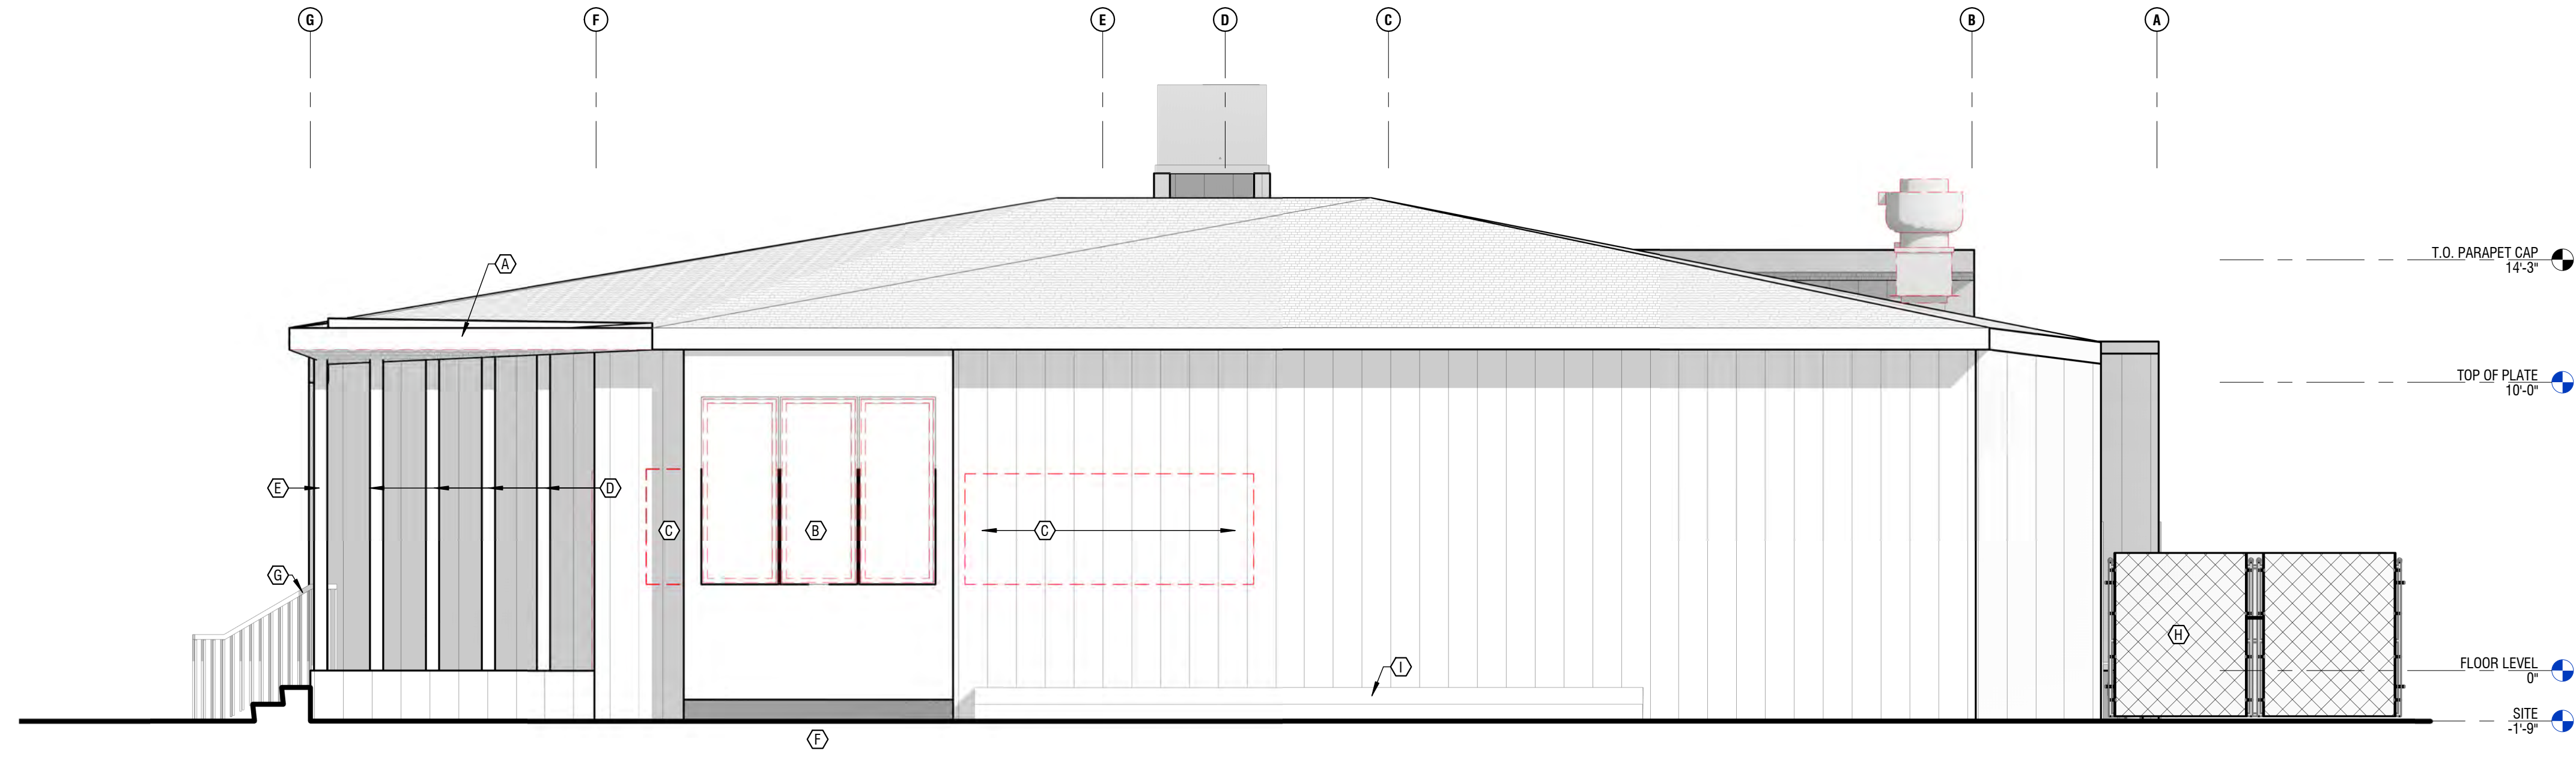 G F E D C B A
A
T.O. PARAPET CAP
14'-3"
TOP OF PLATE
10'-0"
E D
C B C
G
H
I
FLOOR LEVEL
0"
SITE
-1'-9"
F